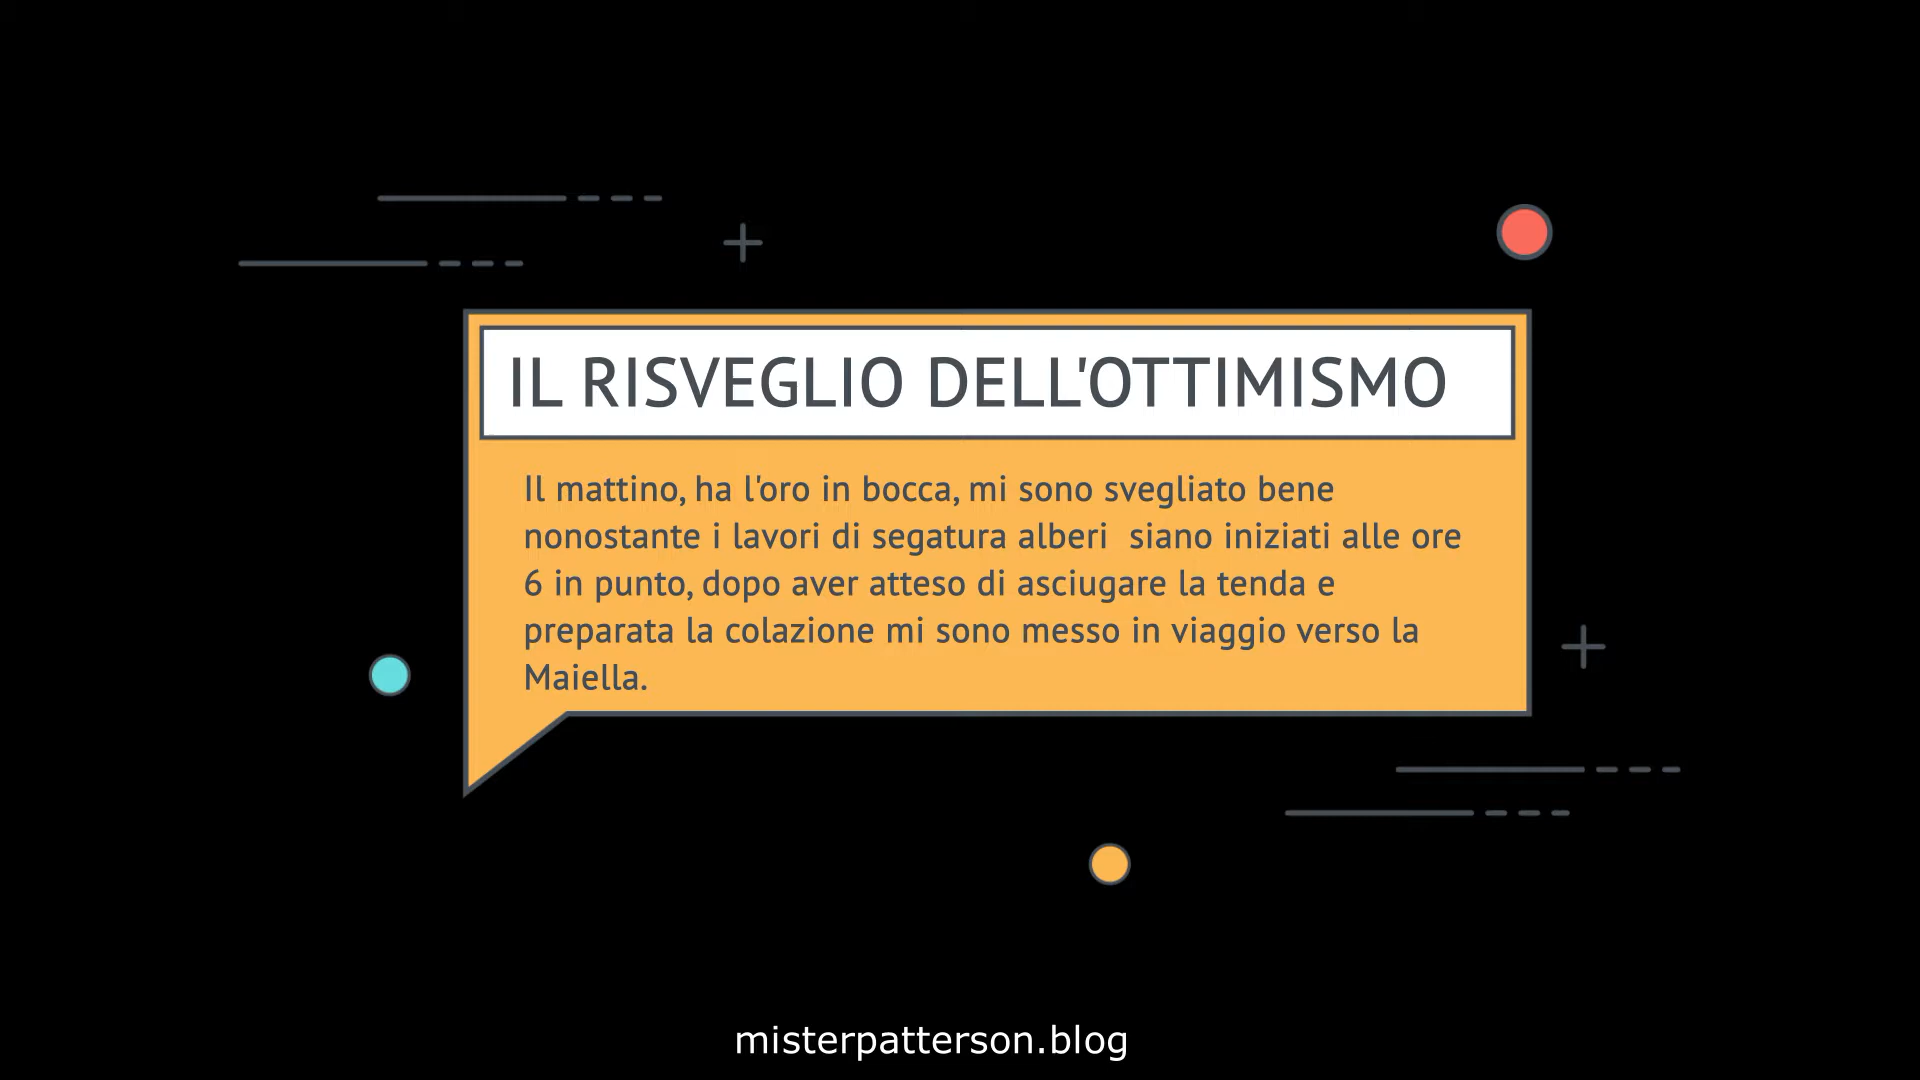 IL RISVEGLIO DELL'OTTIMISMO
Il mattino, ha l'oro in bocca, mi sono svegliato bene
nonostante i lavori di segatura alberi  siano iniziati alle ore
6 in punto, dopo aver atteso di asciugare la tenda e
preparata la colazione mi sono messo in viaggio verso la
Maiella.
misterpatterson.blog